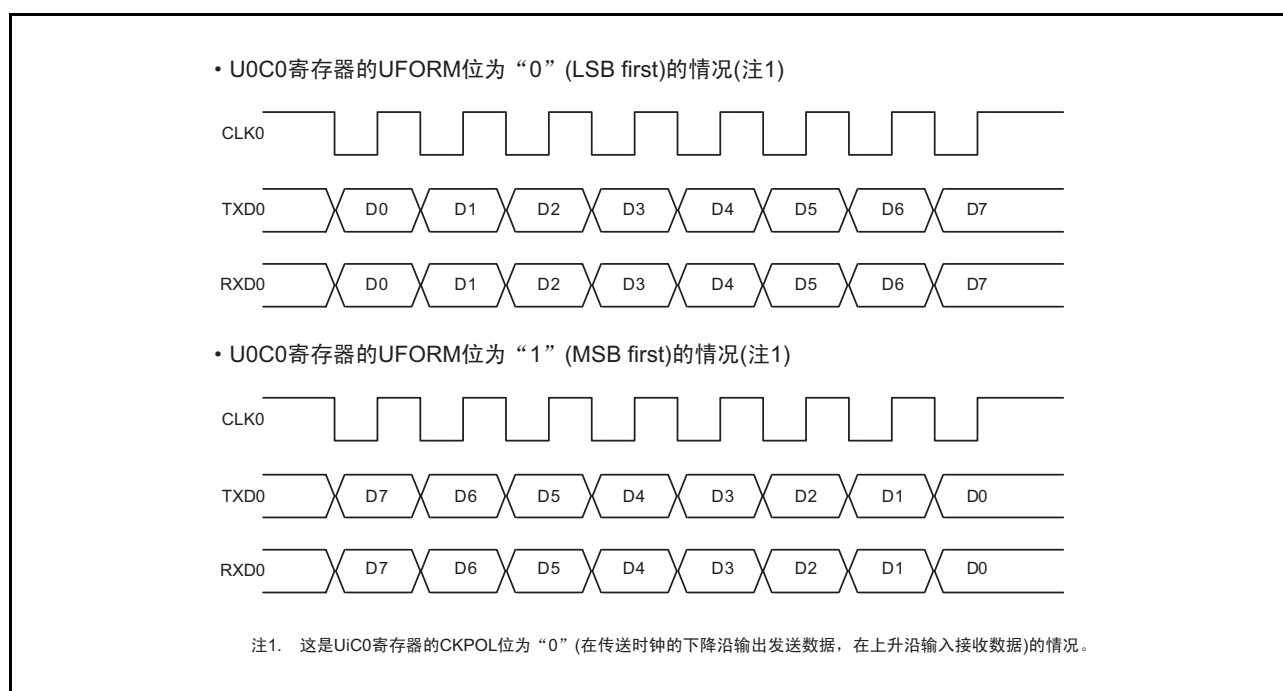 • U0C0寄存器的UFORM位为“0”(LSB first)的情况(注1)
CLK0
TXD0 D0 D1 D2 D3 D4 D5 D6 D7
RXD0 D0 D1 D2 D3 D4 D5 D6 D7
• U0C0寄存器的UFORM位为“1”(MSB first)的情况(注1)
CLK0
TXD0 D7 D6 D5 D4 D3 D2 D1 D0
RXD0 D7 D6 D5 D4 D3 D2 D1 D0
注1. 这是UiC0寄存器的CKPOL位为“0”(在传送时钟的下降沿输出发送数据，在上升沿输入接收数据)的情况。